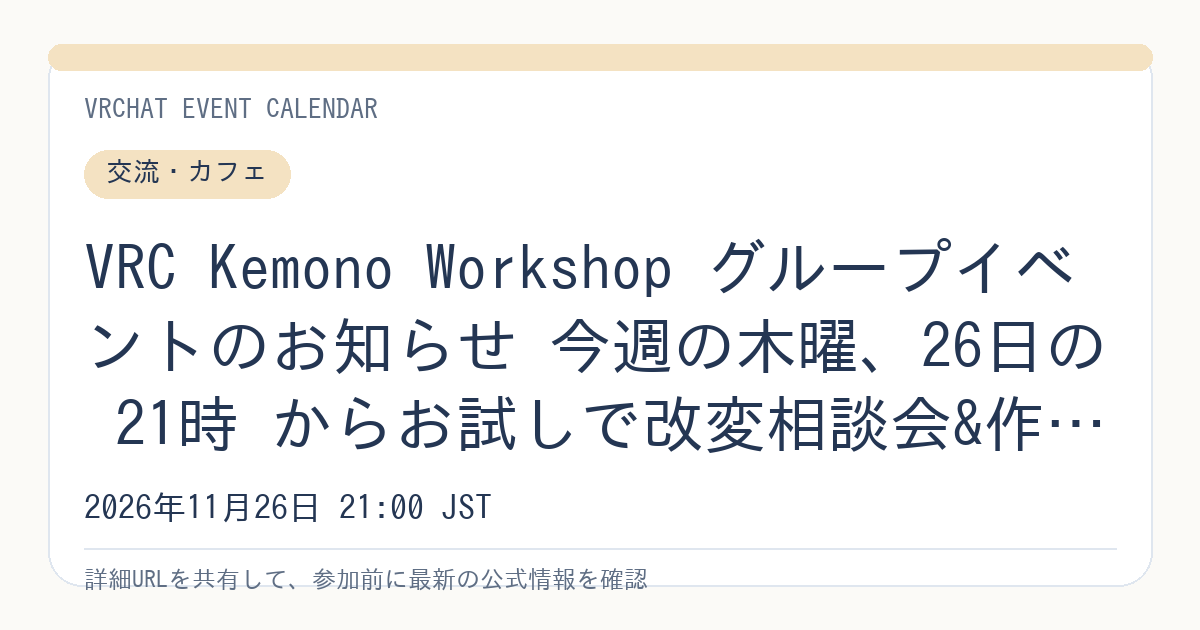 VRCHAT EVENT CALENDAR
交流・カフェ
VRC Kemono Workshop グループイベ
ントのお知らせ 今週の木曜、26日の
21時 からお試しで改変相談会&作…
2026年11月26日 21:00 JST
詳細URLを共有して、参加前に最新の公式情報を確認